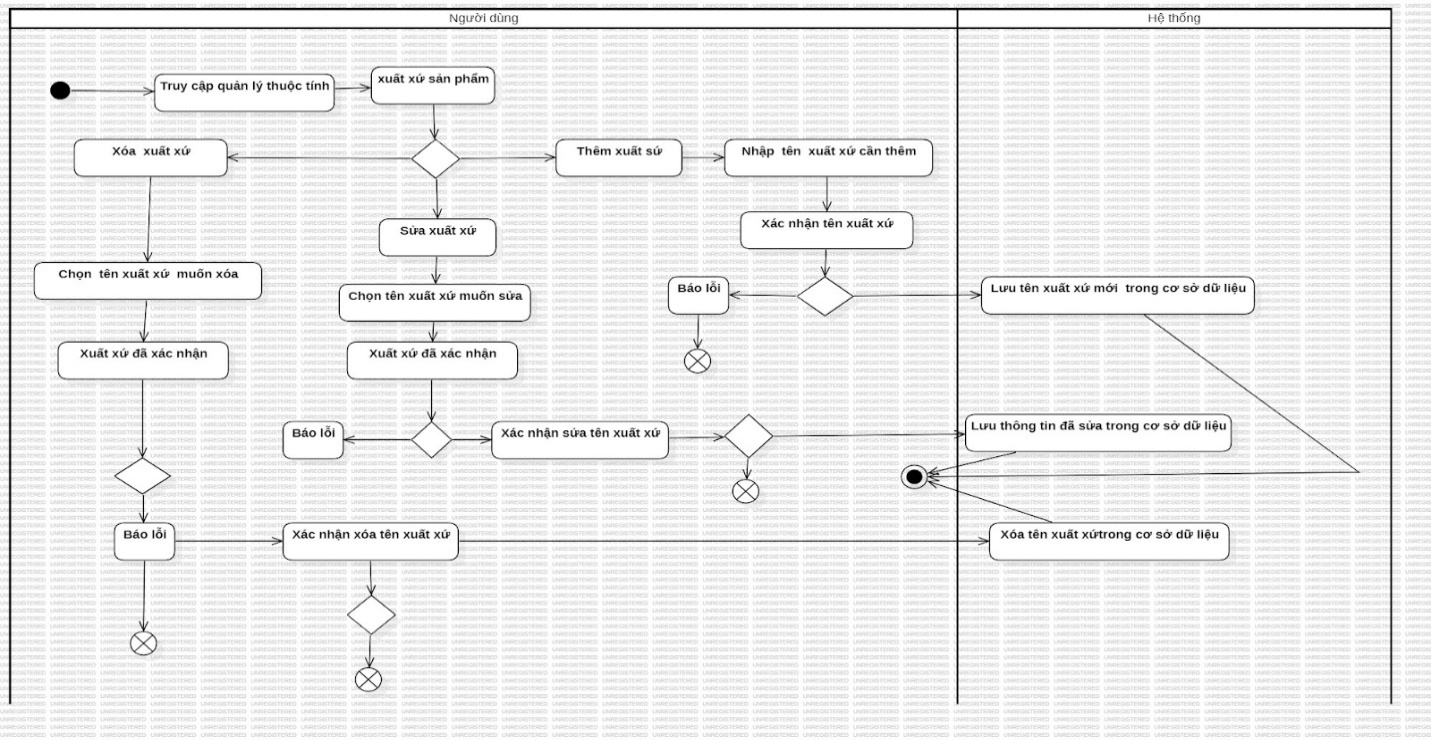 Người dùng
Hệ thống
Truy cập quản lý thuộc tính
xuất xứ sản phẩm
Xóa xuất xứ
Thêm xuất sứ
Nhập tên xuất xứ cần thêm
Sửa xuất xứ
Xác nhận tên xuất xứ
Chọn tên xuất xứ muốn xóa
Chọn tên xuất xứ muốn sửa
Báo lỗi
Lưu tên xuất xứ mới trong cơ sở dữ liệu
Xuất xứ đã xác nhận
Xuất xứ đã xác nhận
Báo lỗi
Xác nhận sửa tên xuất xứ
Lưu thông tin đã sửa trong cơ sở dữ liệu
Báo lỗi
Xác nhận xóa tên xuất xứ
Xóa tên xuất xứtrong cơ sở dữ liệu